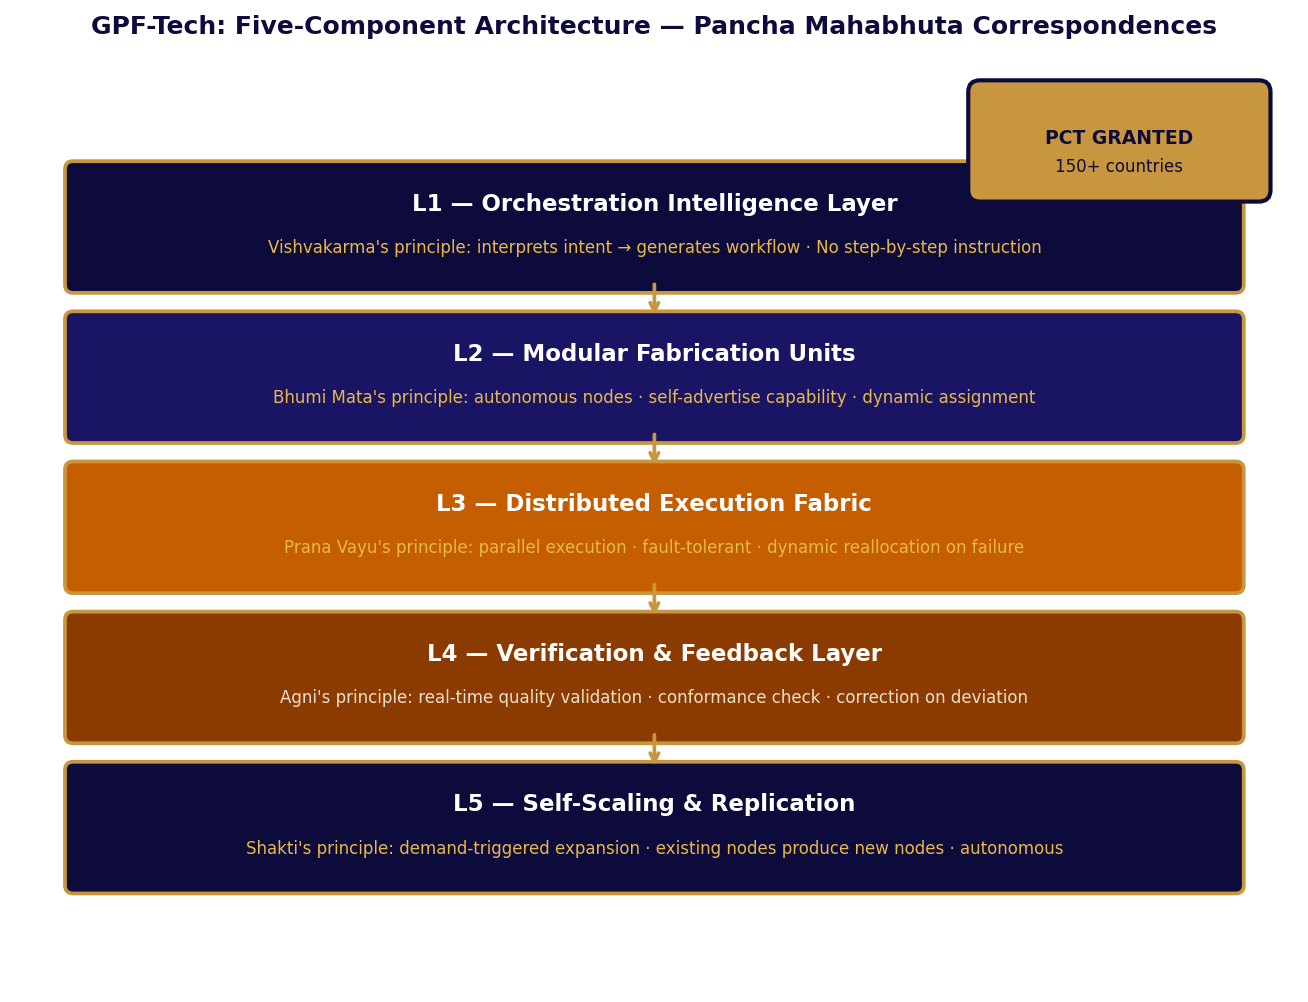 GPF-Tech: Five-Component Architecture — Pancha Mahabhuta Correspondences
PCT GRANTED
150+ countries
L1 — Orchestration Intelligence Layer
Vishvakarma's principle: interprets intent → generates workflow · No step-by-step instruction
L2 — Modular Fabrication Units
Bhumi Mata's principle: autonomous nodes · self-advertise capability · dynamic assignment
L3 — Distributed Execution Fabric
Prana Vayu's principle: parallel execution · fault-tolerant · dynamic reallocation on failure
L4 — Verification & Feedback Layer
Agni's principle: real-time quality validation · conformance check · correction on deviation
L5 — Self-Scaling & Replication
Shakti's principle: demand-triggered expansion · existing nodes produce new nodes · autonomous